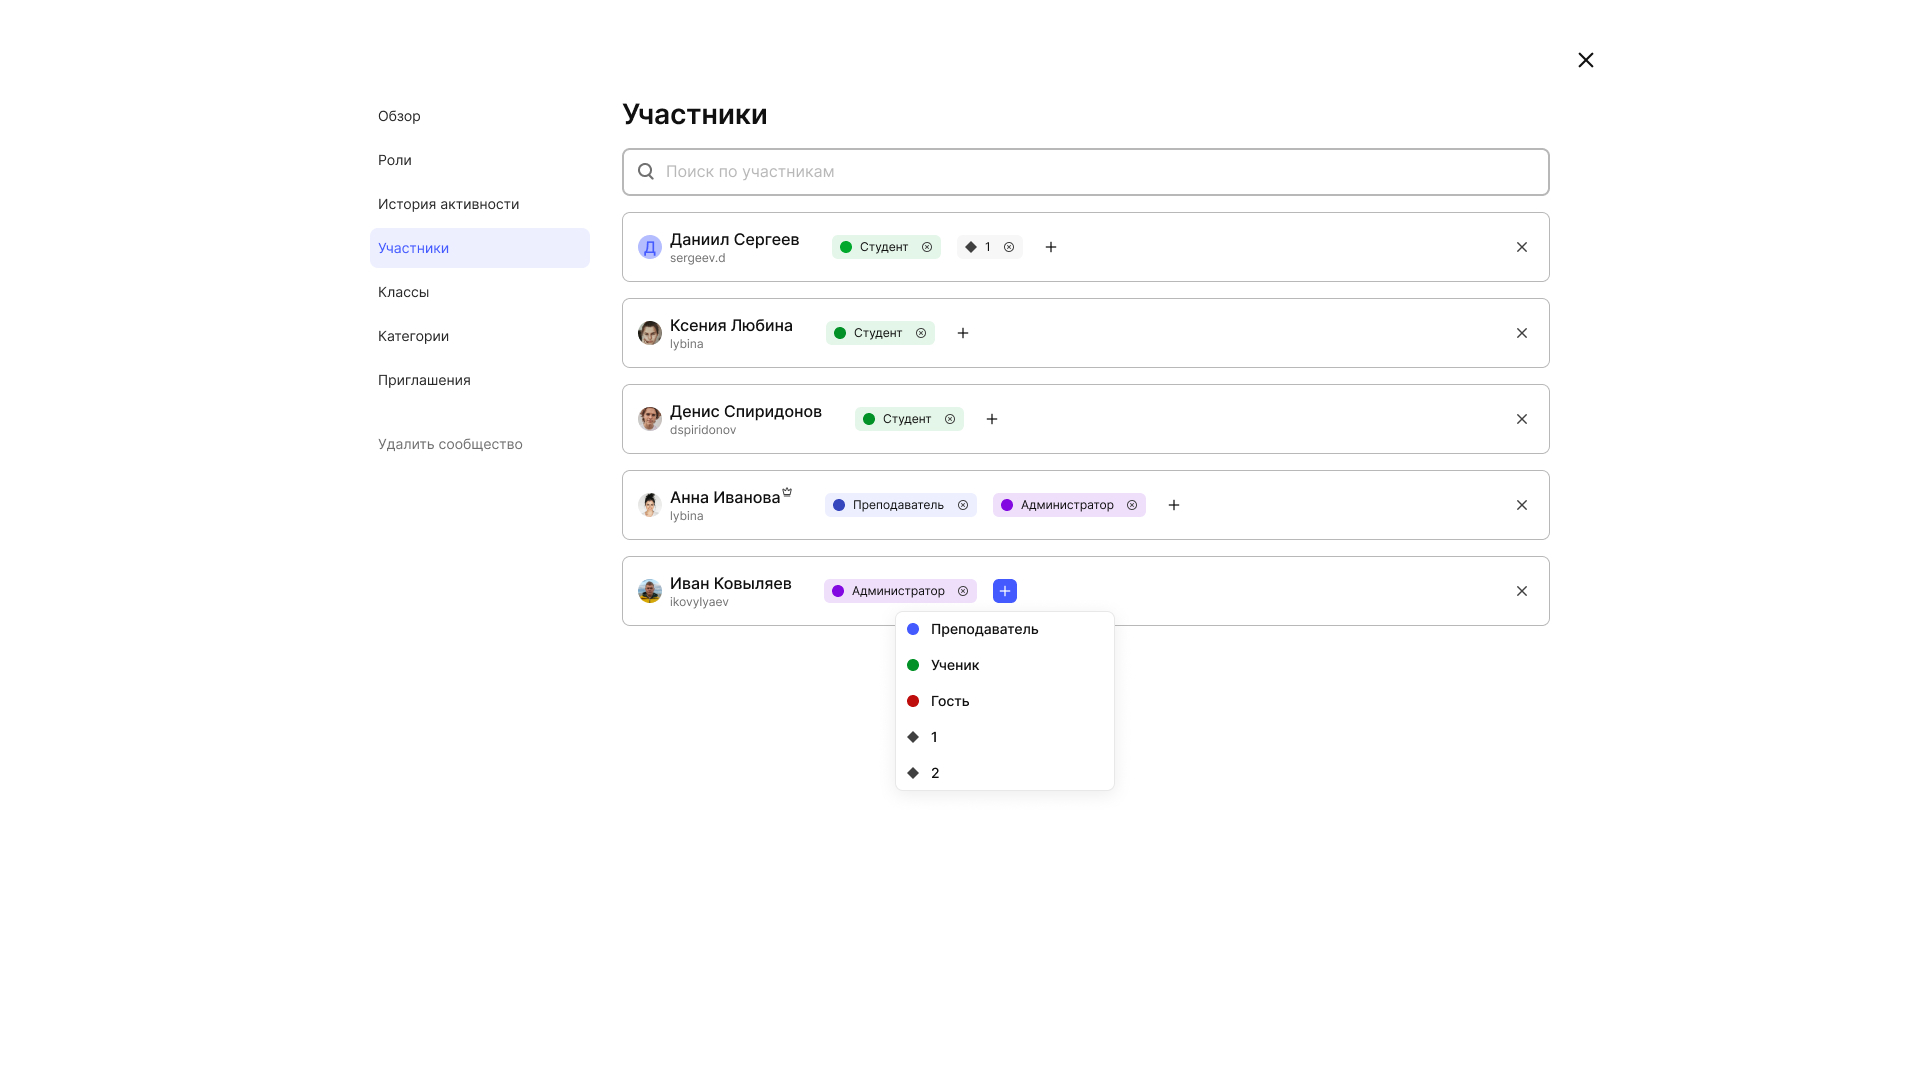 Обзор
Роли
История активности
Участники
Классы
Категории
Приглашения
Удалить сообщество
Участники
Поиск по участникам
Даниил Сергеев
sergeev.d
Студент
1
Ксения Любина
lybina
Студент
Денис Спиридонов
dspiridonov
Студент
Анна Иванова
lybina
Преподаватель
Администратор
Иван Ковыляев
ikovylyaev
Администратор
Преподаватель
Ученик
Гость
1
2
Д